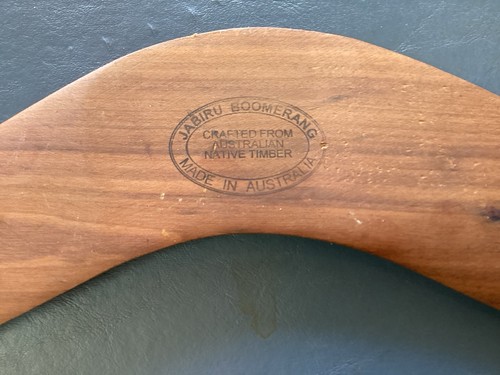 JABIRU BOOMERANG
CRAFTED FROM
AUSTRALIAN
NATIVE TIMBER
MADE IN AUSTRALIA